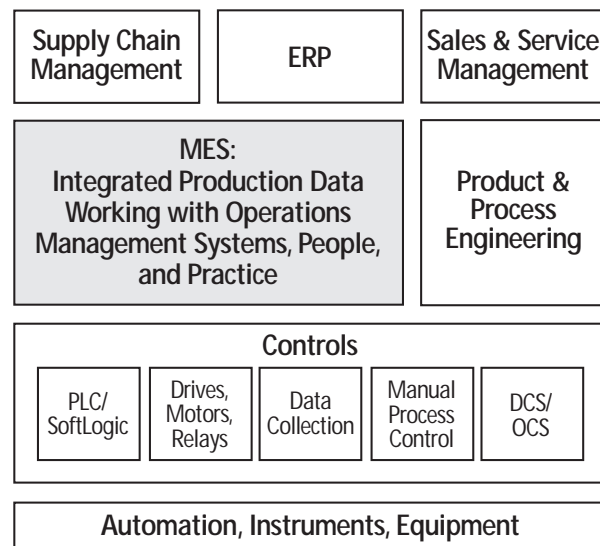 Supply Chain
Management
ERP
Sales & Service
Management
MES:
Integrated Production Data
Working with Operations
Management Systems, People,
and Practice
Product &
Process
Engineering
Controls
PLC/
SoftLogic
Drives,
Motors,
Relays
Data
Collection
Manual
Process
Control
DCS/
OCS
Automation, Instruments, Equipment